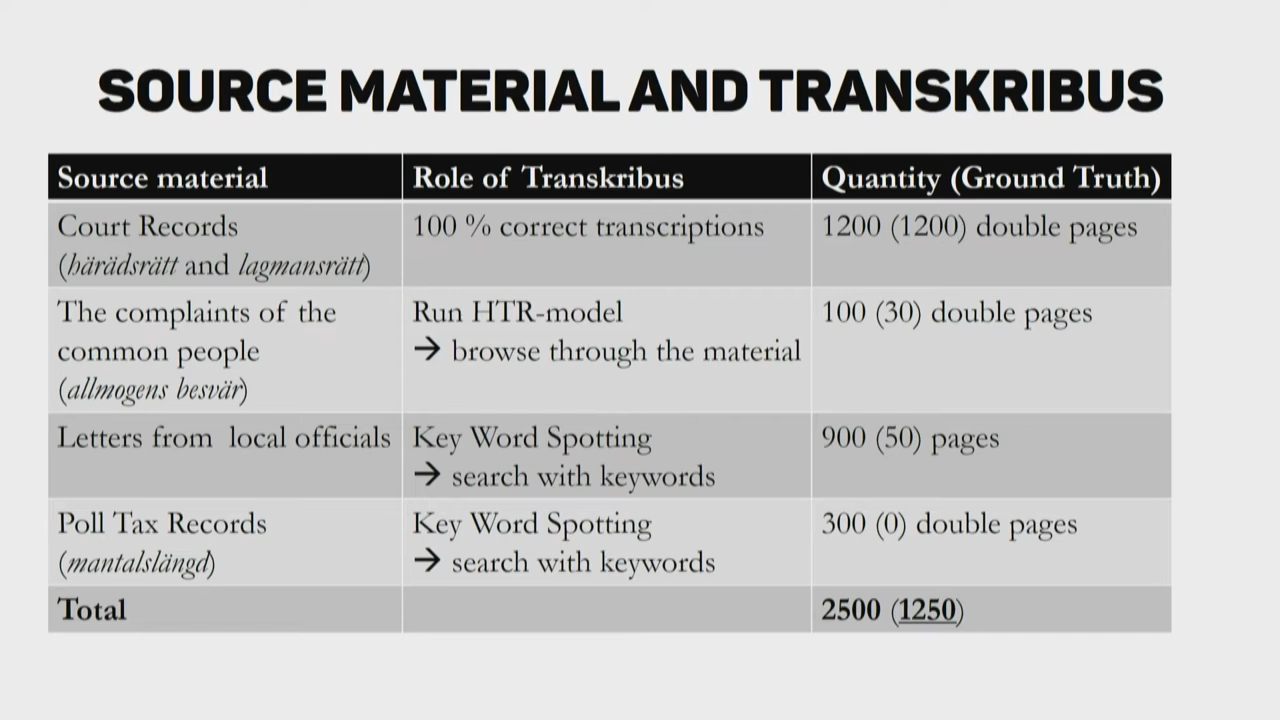 SOURCE MATERIAL AND TRANSKRIBUS
Source material
Role of Transkribus
Quantity (Ground Truth)
Court Records
(härädsrätt and lagmansrätt)
100 % correct transcriptions
1200 (1200) double pages
The complaints of the
common people
(allmogens besvär)
Run HTR-model
→ browse through the material
100 (30) double pages
Letters from local officials
Key Word Spotting
→ search with keywords
900 (50) pages
Poll Tax Records
(mantalslängd)
Key Word Spotting
→ search with keywords
300 (0) double pages
Total
2500 (1250)